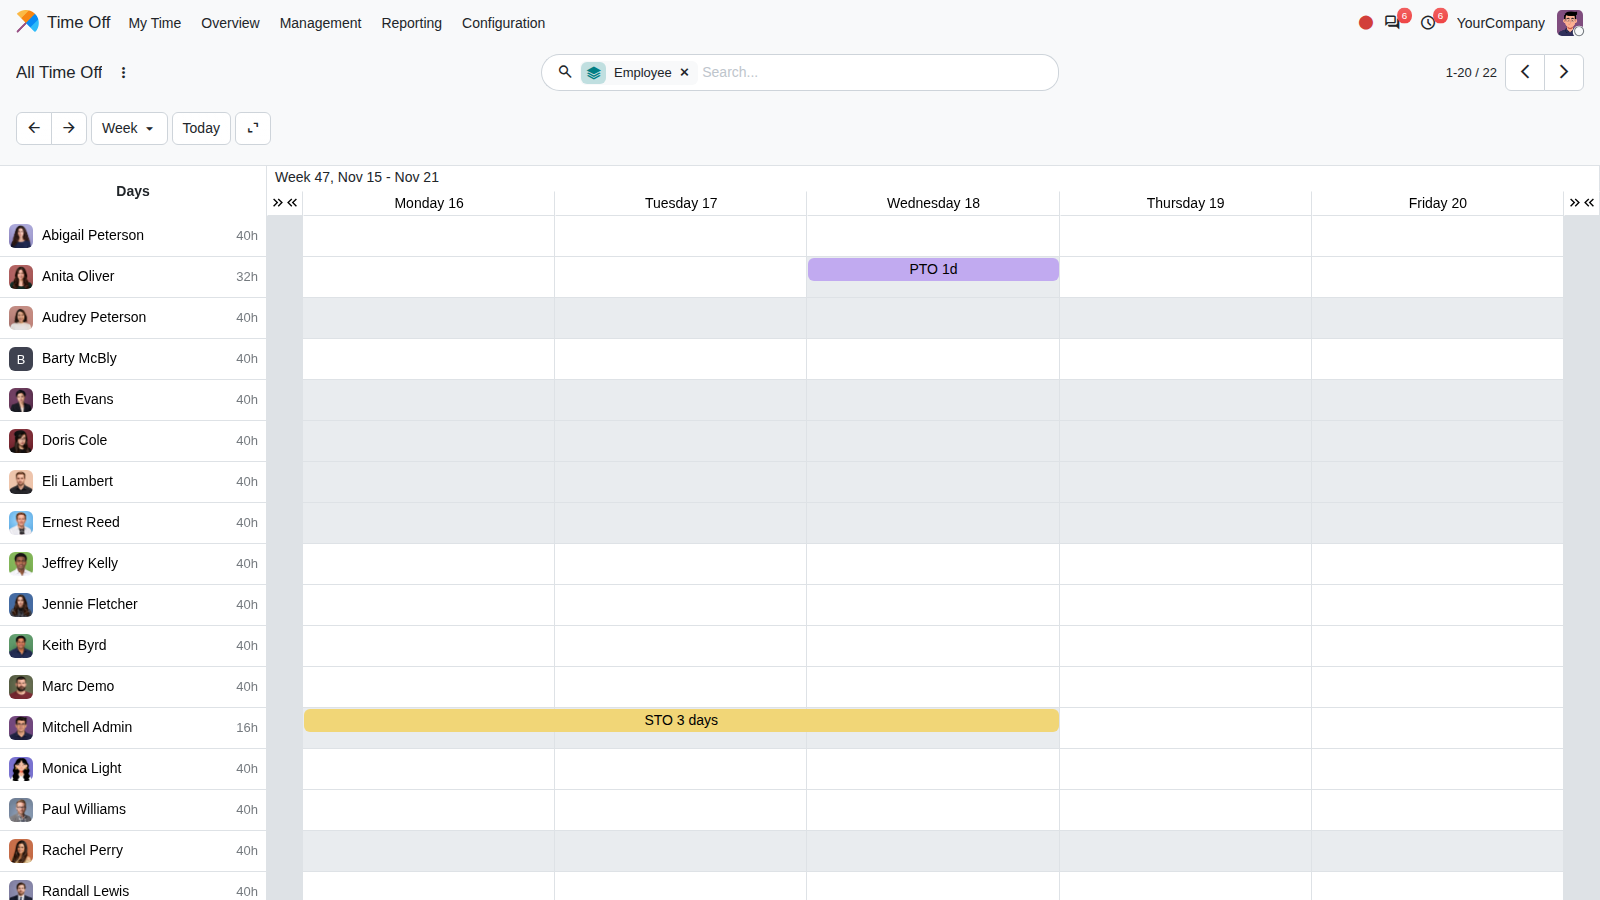 Time Off My Time Overview Management Reporting Configuration 6 6 YourCompany
All Time Off Employee Search... 1-20 / 22
Week Today
Days Week 47, Nov 15 - Nov 21
Monday 16 Tuesday 17 Wednesday 18 Thursday 19 Friday 20
Abigail Peterson 40h
Anita Oliver 32h PTO 1d
Audrey Peterson 40h
B Barty McBly 40h
Beth Evans 40h
Doris Cole 40h
Eli Lambert 40h
Ernest Reed 40h
Jeffrey Kelly 40h
Jennie Fletcher 40h
Keith Byrd 40h
Marc Demo 40h
Mitchell Admin 16h STO 3 days
Monica Light 40h
Paul Williams 40h
Rachel Perry 40h
Randall Lewis 40h